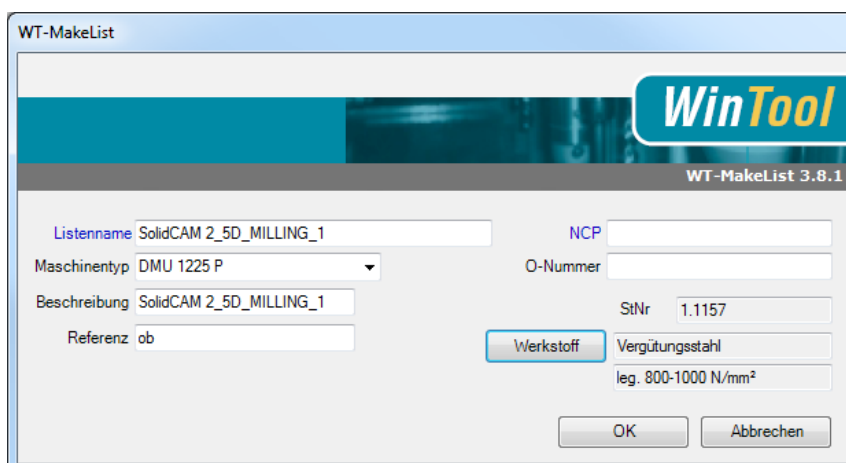 WT-MakeList
WinTool
WT-MakeList 3.8.1
Listenname SolidCAM 2_5D_MILLING_1 NCP
Maschinentyp DMU 1225 P O-Nummer
Beschreibung SolidCAM 2_5D_MILLING_1 StNr 1.1157
Referenz ob Werkstoff Vergütungsstahl
leg. 800-1000 N/mm²
OK Abbrechen